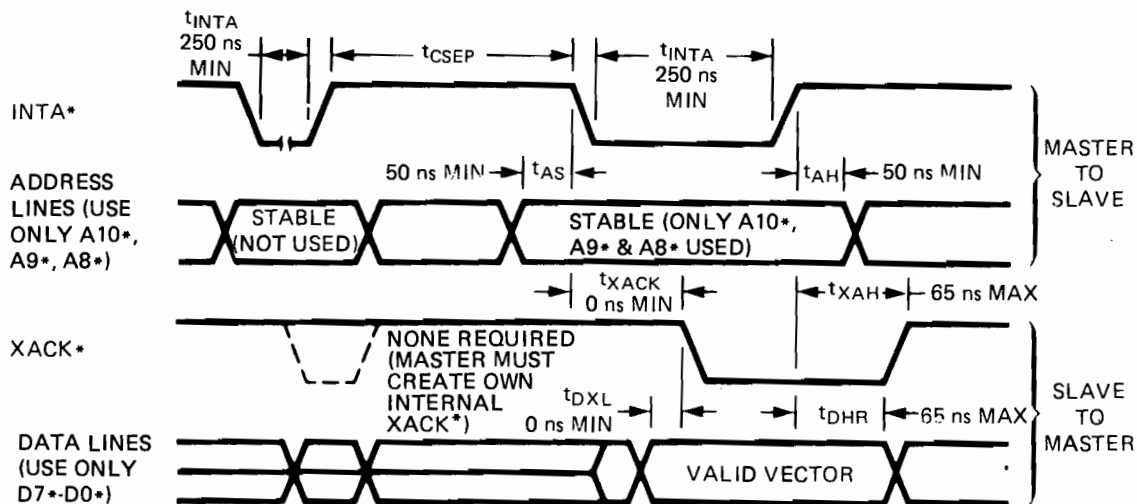 tINTA
250 ns
MIN
tCSEP
tINTA
250 ns
MIN
INTA*
50 ns MIN
tAS
tAH
50 ns MIN
MASTER
TO
SLAVE
ADDRESS
LINES (USE
ONLY A10*,
A9*, A8*)
STABLE
(NOT USED)
STABLE (ONLY A10*,
A9* & A8* USED)
tXACK
0 ns MIN
tXAH
65 ns MAX
XACK*
NONE REQUIRED
(MASTER MUST
CREATE OWN
INTERNAL
XACK*)
tDXL
0 ns MIN
tDHR
65 ns MAX
SLAVE
TO
MASTER
DATA LINES
(USE ONLY
D7*-D0*)
VALID VECTOR